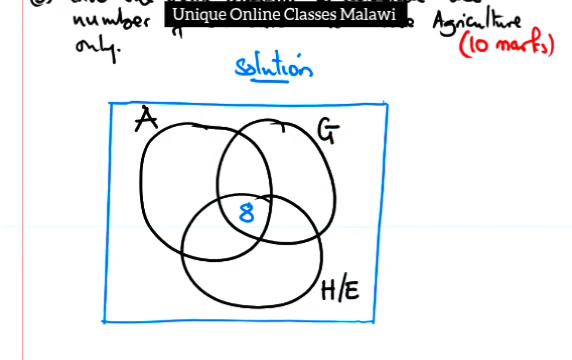 Unique Online Classes Malawi
number Agriculture
only. (10 marks)
Solution
A
G
8
H/E